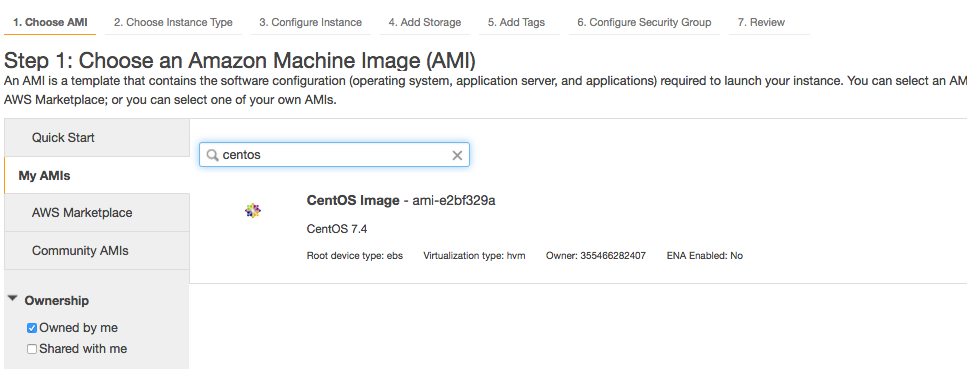 1. Choose AMI 2. Choose Instance Type 3. Configure Instance 4. Add Storage 5. Add Tags 6. Configure Security Group 7. Review
Step 1: Choose an Amazon Machine Image (AMI)
An AMI is a template that contains the software configuration (operating system, application server, and applications) required to launch your instance. You can select an AM
AWS Marketplace; or you can select one of your own AMIs.
Quick Start
My AMIs
AWS Marketplace
Community AMIs
Ownership
Owned by me
Shared with me
centos
CentOS Image - ami-e2bf329a
CentOS 7.4
Root device type: ebs Virtualization type: hvm Owner: 355466282407 ENA Enabled: No